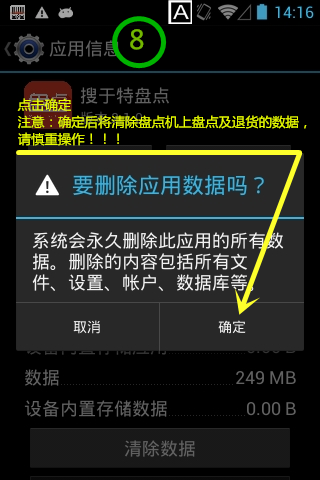 A 14:16
应用信息
8
搜于特盘点
点击确定
注意：确定后将清除盘点机上盘点及退货的数据，
请慎重操作！！！
要删除应用数据吗？
系统会永久删除此应用的所有数
据。删除的内容包括所有文
件、设置、帐户、数据库等。
取消 确定
设备内置存储应用 0.00 B
数据 249 MB
设备内置存储数据 0.00 B
清除数据